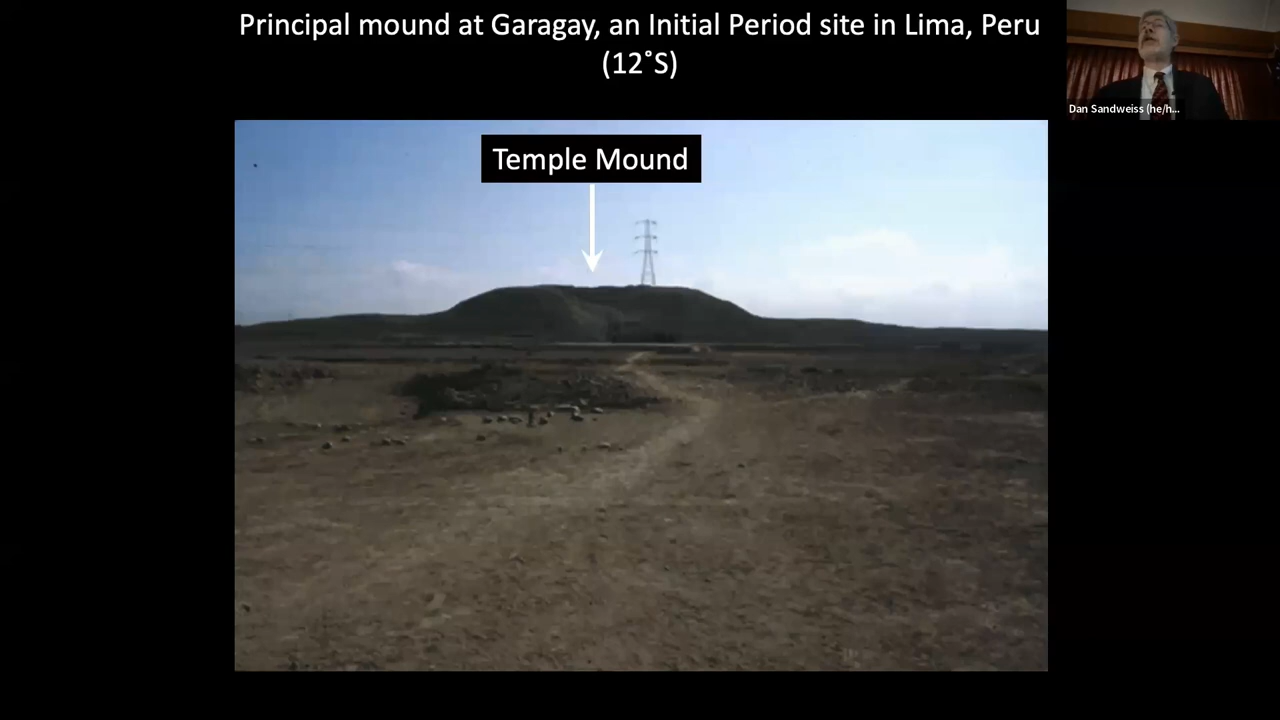 Principal mound at Garagay, an Initial Period site in Lima, Peru
(12˚S)
Dan Sandweiss (he/h...
Temple Mound